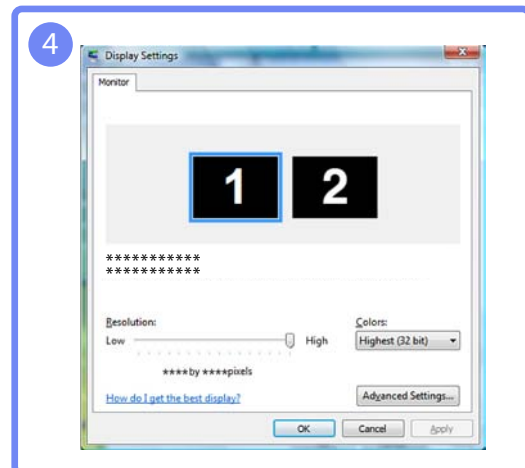 4
Display Settings
Monitor
1 2
***********
***********
Resolution:
Colors:
Low High Highest (32 bit)
****by ****pixels
How do I get the best display?
Advanced Settings...
OK Cancel Apply